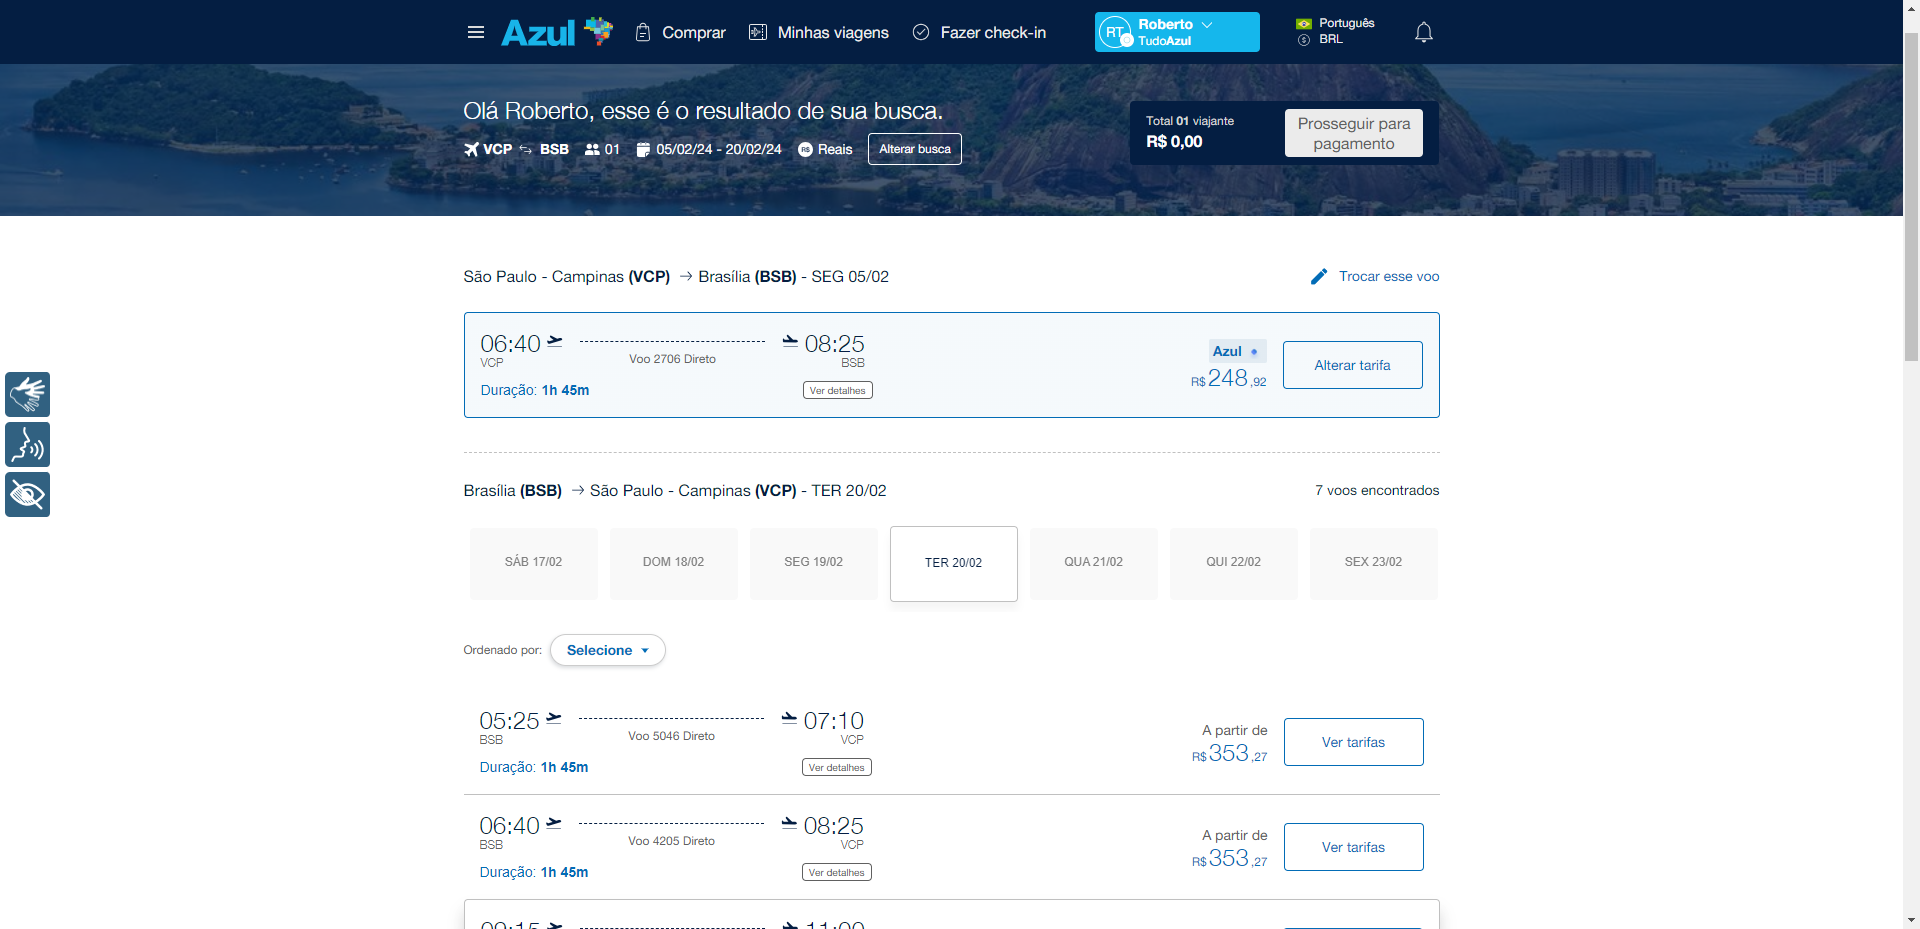 Azul
Comprar
Minhas viagens
Fazer check-in
RT
Roberto
TudoAzul
Português
BRL
Olá Roberto, esse é o resultado de sua busca.
VCP BSB 01 05/02/24 - 20/02/24 R$ Reais Alterar busca
Total 01 viajante
R$ 0,00
Prosseguir para pagamento
São Paulo - Campinas (VCP) → Brasília (BSB) - SEG 05/02
Trocar esse voo
06:40 08:25
VCP Voo 2706 Direto BSB
Duração: 1h 45m Ver detalhes
Azul
R$ 248,92
Alterar tarifa
Brasília (BSB) → São Paulo - Campinas (VCP) - TER 20/02
7 voos encontrados
SÁB 17/02 DOM 18/02 SEG 19/02 TER 20/02 QUA 21/02 QUI 22/02 SEX 23/02
Ordenado por: Selecione
05:25 07:10
BSB Voo 5046 Direto VCP
Duração: 1h 45m Ver detalhes
A partir de
R$ 353,27
Ver tarifas
06:40 08:25
BSB Voo 4205 Direto VCP
Duração: 1h 45m Ver detalhes
A partir de
R$ 353,27
Ver tarifas